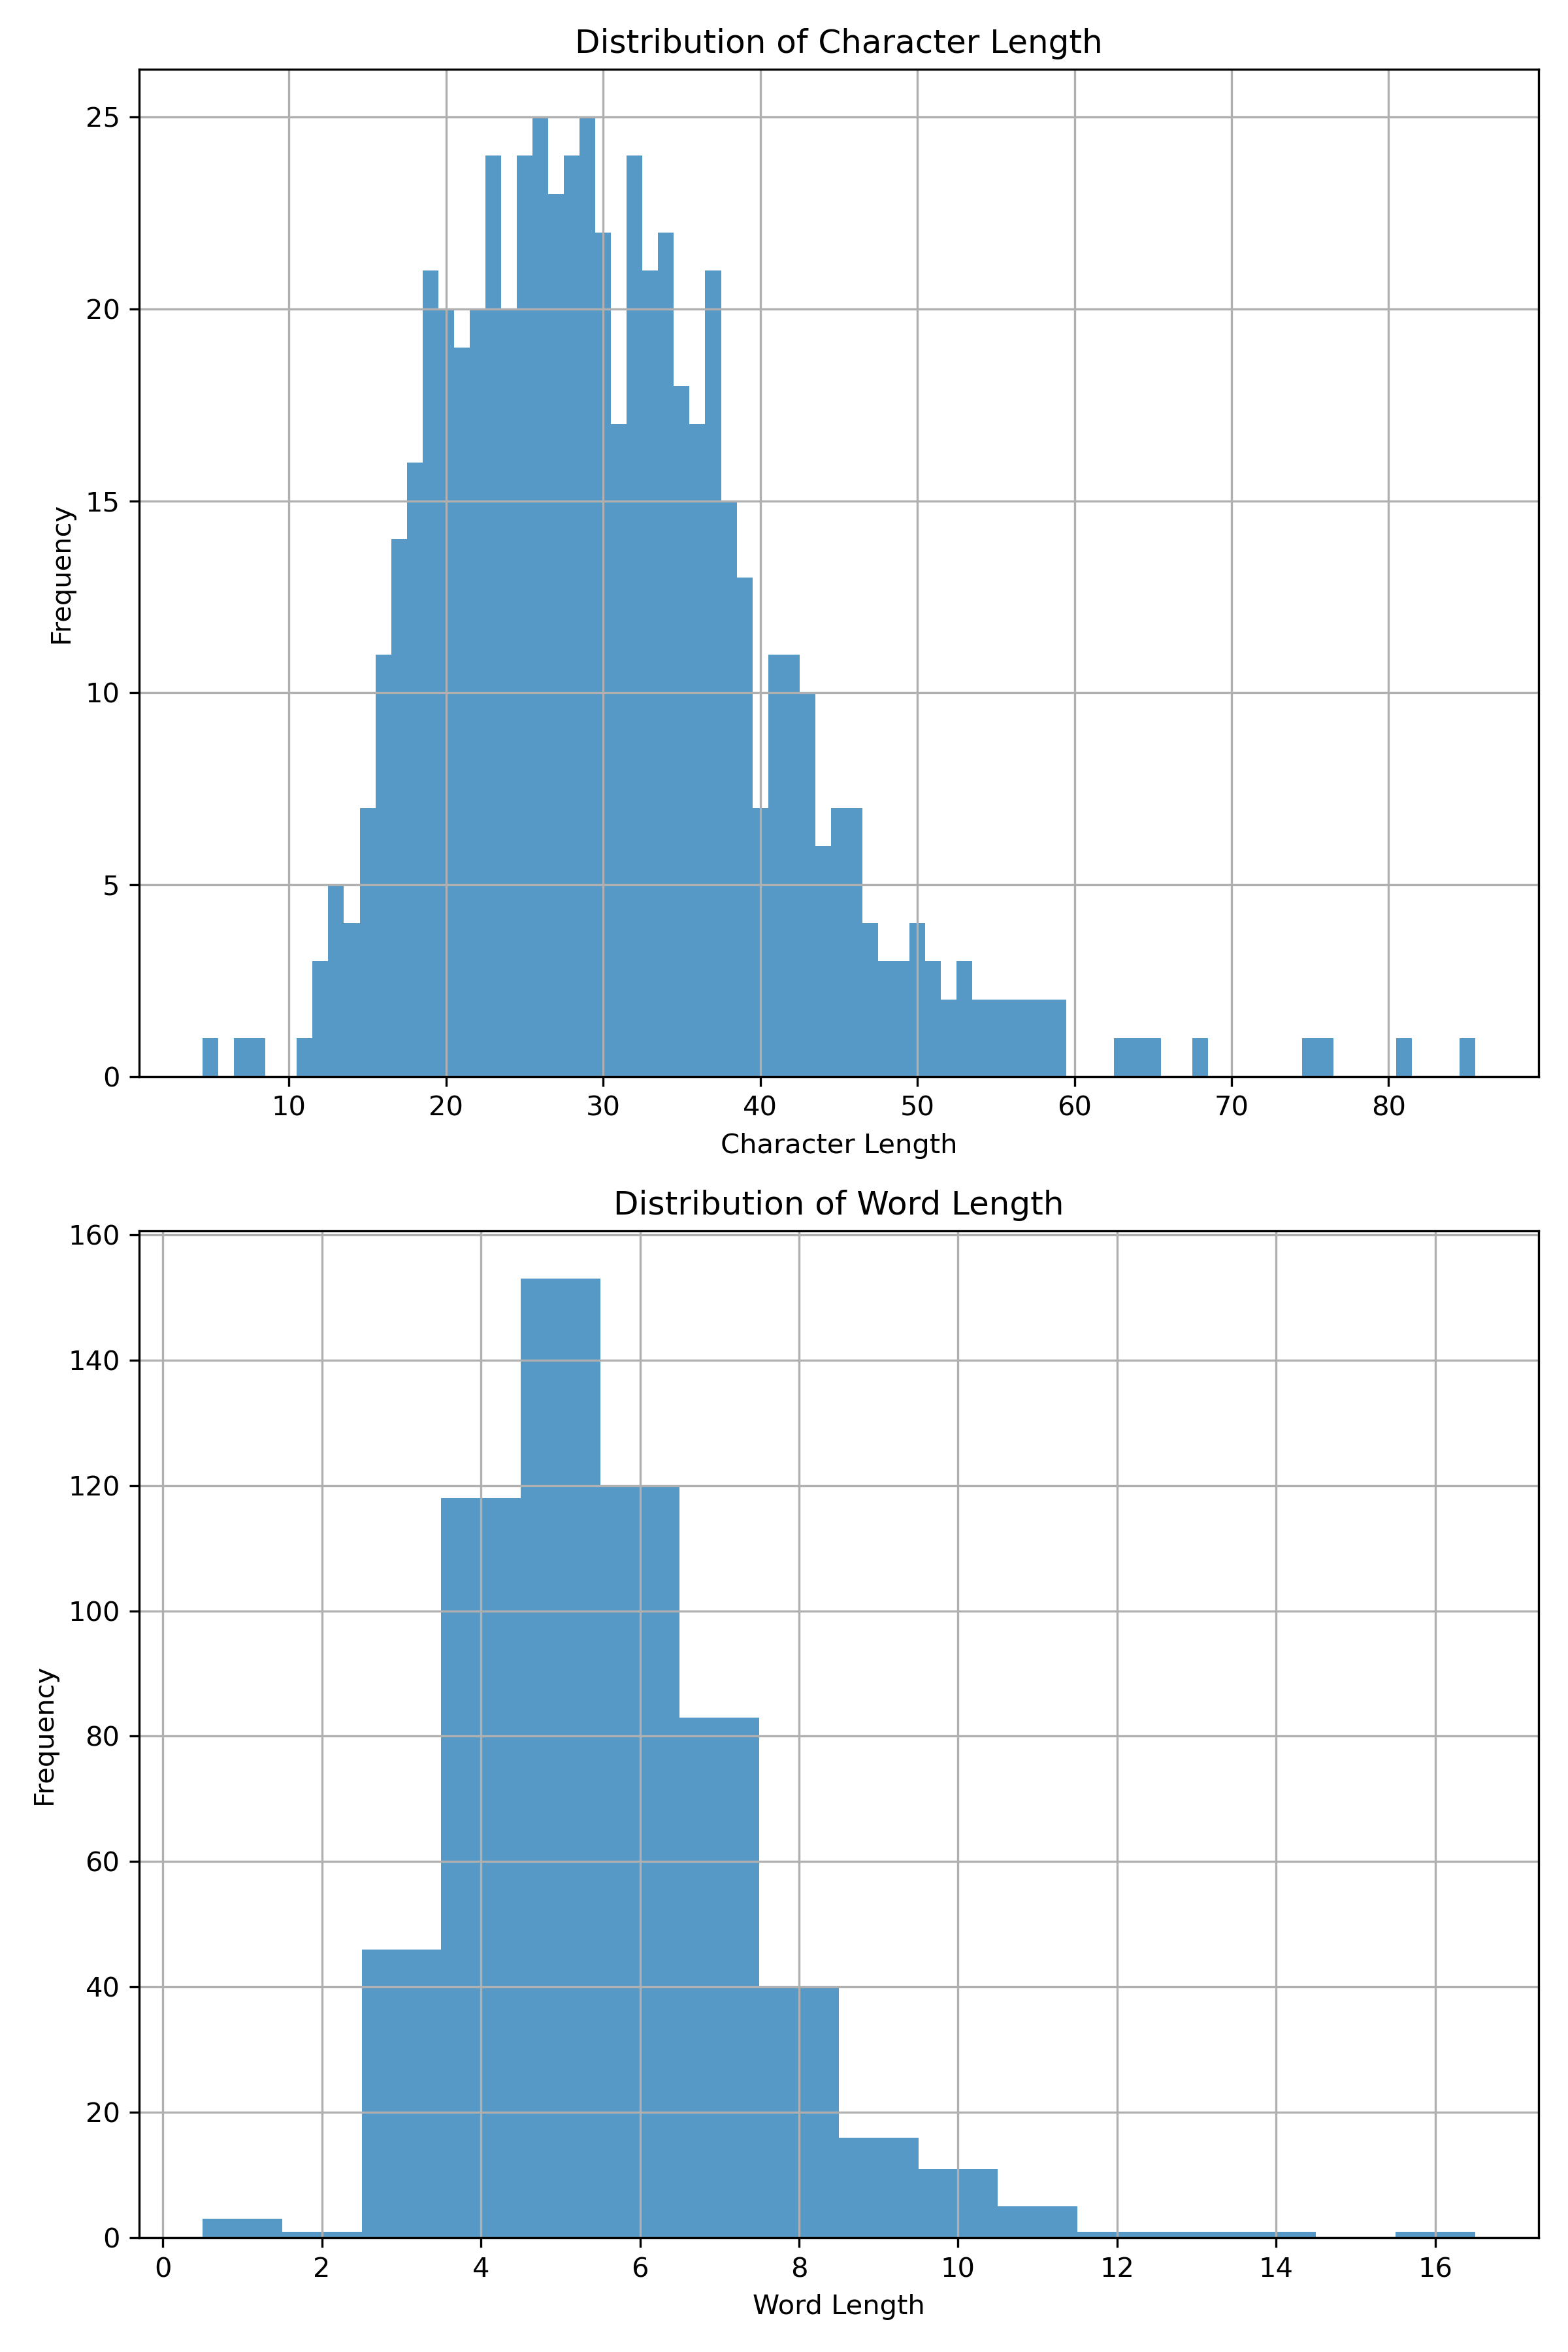 Distribution of Character Length
25
20
15
10
5
0
Frequency
10 20 30 40 50 60 70 80
Character Length
Distribution of Word Length
160
140
120
100
80
60
40
20
0
Frequency
0 2 4 6 8 10 12 14 16
Word Length